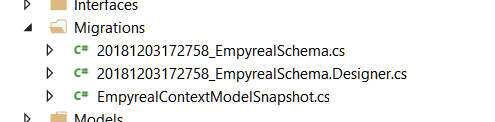 Interfaces
Migrations
C# 20181203172758_EmpyrealSchema.cs
C# 20181203172758_EmpyrealSchema.Designer.cs
C# EmpyrealContextModelSnapshot.cs
Models